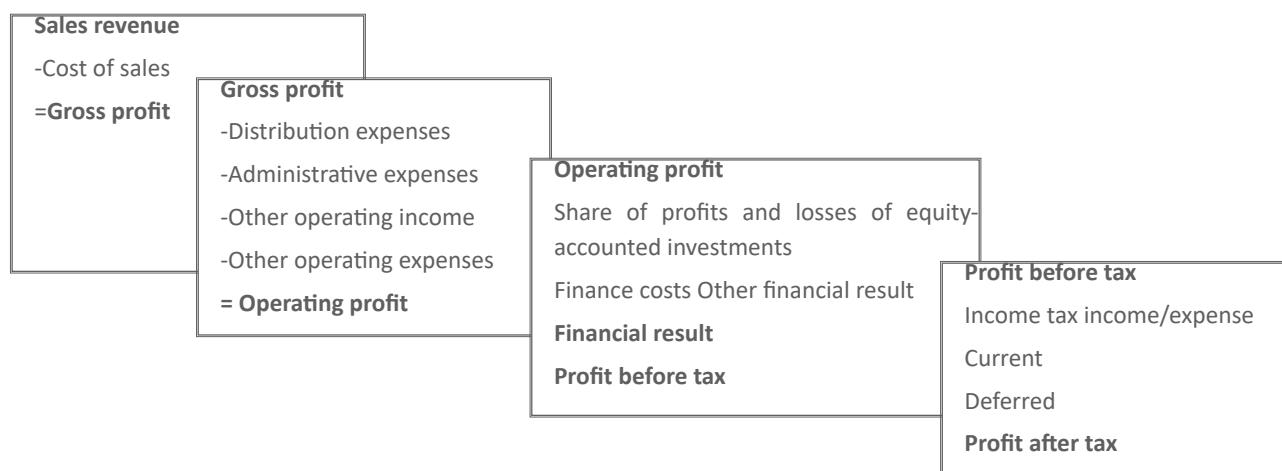 Sales revenue
-Cost of sales
=Gross profit
Gross profit
-Distribution expenses
-Administrative expenses
-Other operating income
-Other operating expenses
= Operating profit
Operating profit
Share of profits and losses of equity-
accounted investments
Finance costs Other financial result
Financial result
Profit before tax
Profit before tax
Income tax income/expense
Current
Deferred
Profit after tax